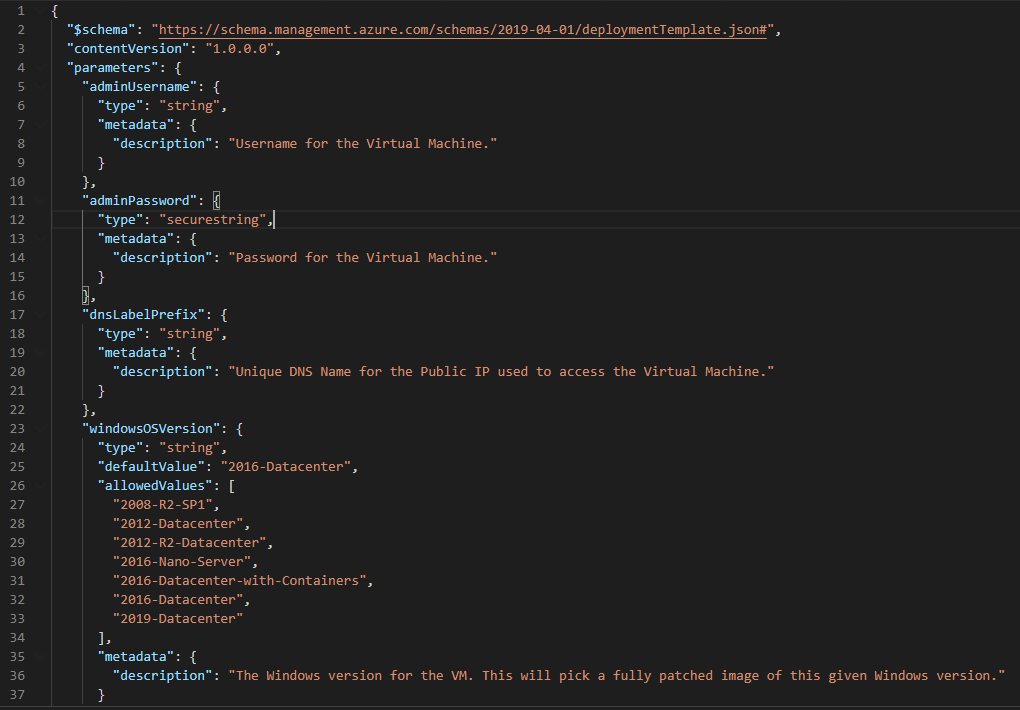 1 {
2 "$schema": "https://schema.management.azure.com/schemas/2019-04-01/deploymentTemplate.json#",
3 "contentVersion": "1.0.0.0",
4 "parameters": {
5 "adminUsername": {
6 "type": "string",
7 "metadata": {
8 "description": "Username for the Virtual Machine."
9 }
10 },
11 "adminPassword": {
12 "type": "securestring",
13 "metadata": {
14 "description": "Password for the Virtual Machine."
15 }
16 },
17 "dnsLabelPrefix": {
18 "type": "string",
19 "metadata": {
20 "description": "Unique DNS Name for the Public IP used to access the Virtual Machine."
21 }
22 },
23 "windowsOSVersion": {
24 "type": "string",
25 "defaultValue": "2016-Datacenter",
26 "allowedValues": [
27 "2008-R2-SP1",
28 "2012-Datacenter",
29 "2012-R2-Datacenter",
30 "2016-Nano-Server",
31 "2016-Datacenter-with-Containers",
32 "2016-Datacenter",
33 "2019-Datacenter"
34 ],
35 "metadata": {
36 "description": "The Windows version for the VM. This will pick a fully patched image of this given Windows version."
37 }